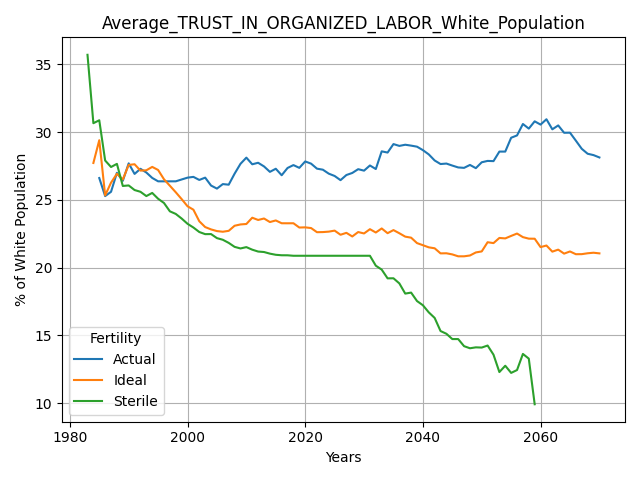 Average_TRUST_IN_ORGANIZED_LABOR_White_Population
% of White Population
35
30
25
20
15
10
Fertility
Actual
Ideal
Sterile
1980
2000
2020
2040
2060
Years